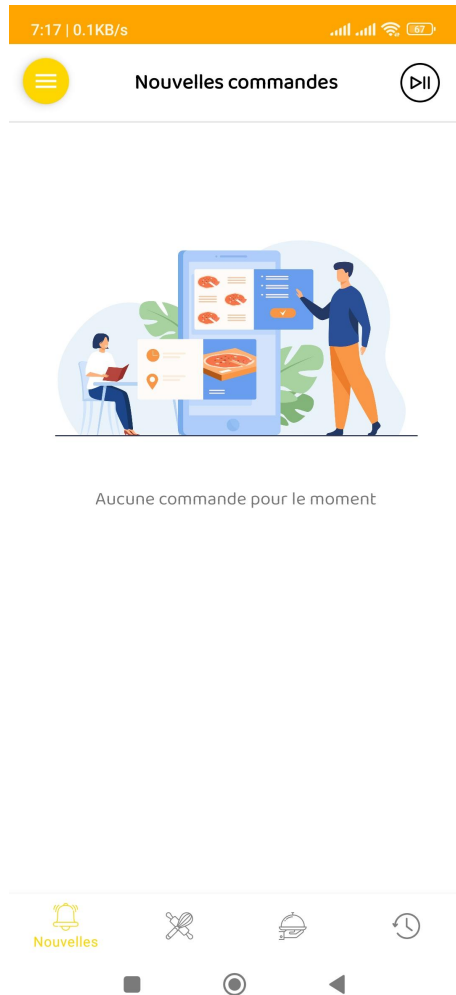 7:17 | 0.1KB/s
67
Nouvelles commandes
Aucune commande pour le moment
Nouvelles